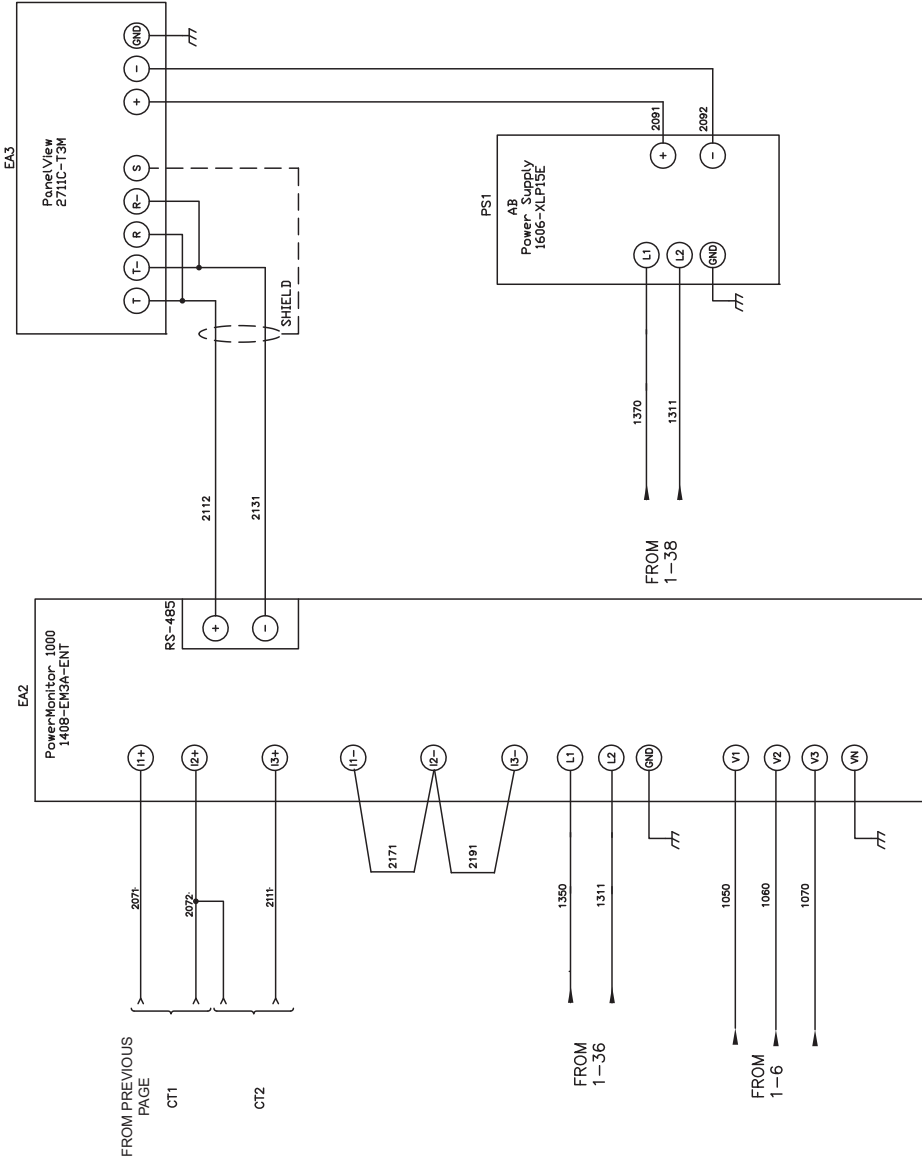 EA3
PanelView
2711C-T3M
T
T-
R
R-
S
+
-
GND
SHIELD
2091
2092
PS1
AB
Power Supply
1606-XLP15E
+
-
L1
L2
GND
1370
1311
FROM
1-38
2112
2131
EA2
PowerMonitor 1000
1408-EM3A-ENT
RS-485
+
-
I1+
I2+
I3+
I1-
I2-
I3-
L1
L2
GND
V1
V2
V3
VN
2071
2072
2111
2171
2191
1350
1311
1050
1060
1070
FROM PREVIOUS
PAGE
CT1
CT2
FROM
1-36
FROM
1-6